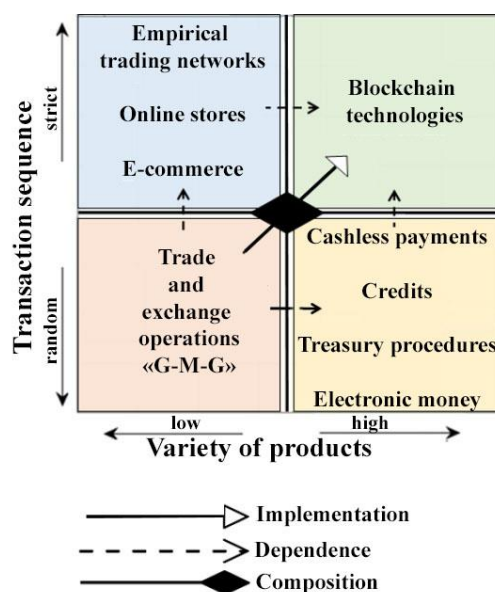 Transaction sequence
strict
random
Empirical
trading networks
Online stores
E-commerce
Blockchain
technologies
Trade
and
exchange
operations
«G-M-G»
Cashless payments
Credits
Treasury procedures
Electronic money
low
high
Variety of products
Implementation
Dependence
Composition